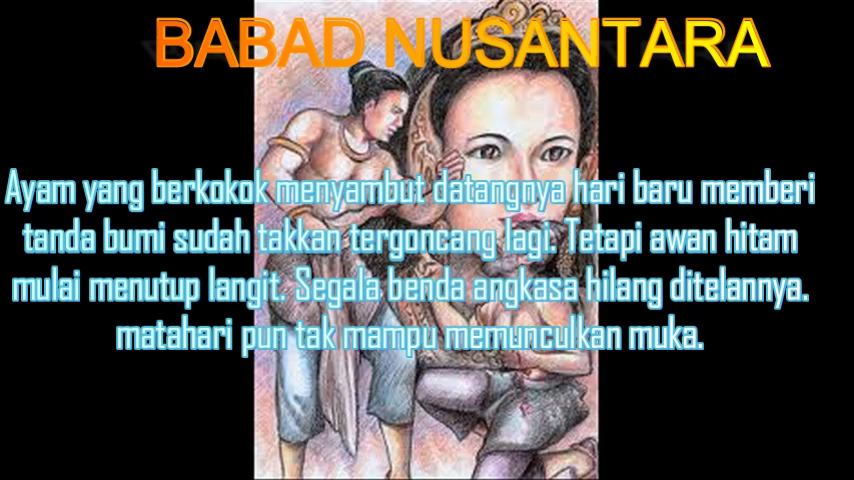 BABAD NUSANTARA
Ayam yang berkokok menyambut datangnya hari baru memberi
tanda bumi sudah takkan tergoncang lagi. Tetapi awan hitam
mulai menutup langit. Segala benda angkasa hilang ditelannya.
matahari pun tak mampu memunculkan muka.